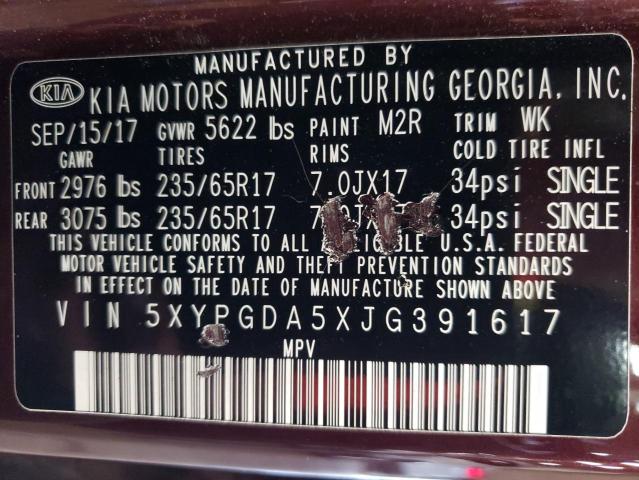 MANUFACTURED BY
KIA KIA MOTORS MANUFACTURING GEORGIA, INC.
SEP/15/17 GVWR 5622 lbs PAINT M2R TRIM WK
GAWR TIRES RIMS COLD TIRE INFL
FRONT 2976 lbs 235/65R17 7.0JX17 34psi SINGLE
REAR 3075 lbs 235/65R17 34psi SINGLE
THIS VEHICLE CONFORMS TO ALL U.S.A. FEDERAL
MOTOR VEHICLE SAFETY AND THEFT PREVENTION STANDARDS
IN EFFECT ON THE DATE OF MANUFACTURE SHOWN ABOVE
VIN 5XYPGDA5XJG391617
MPV